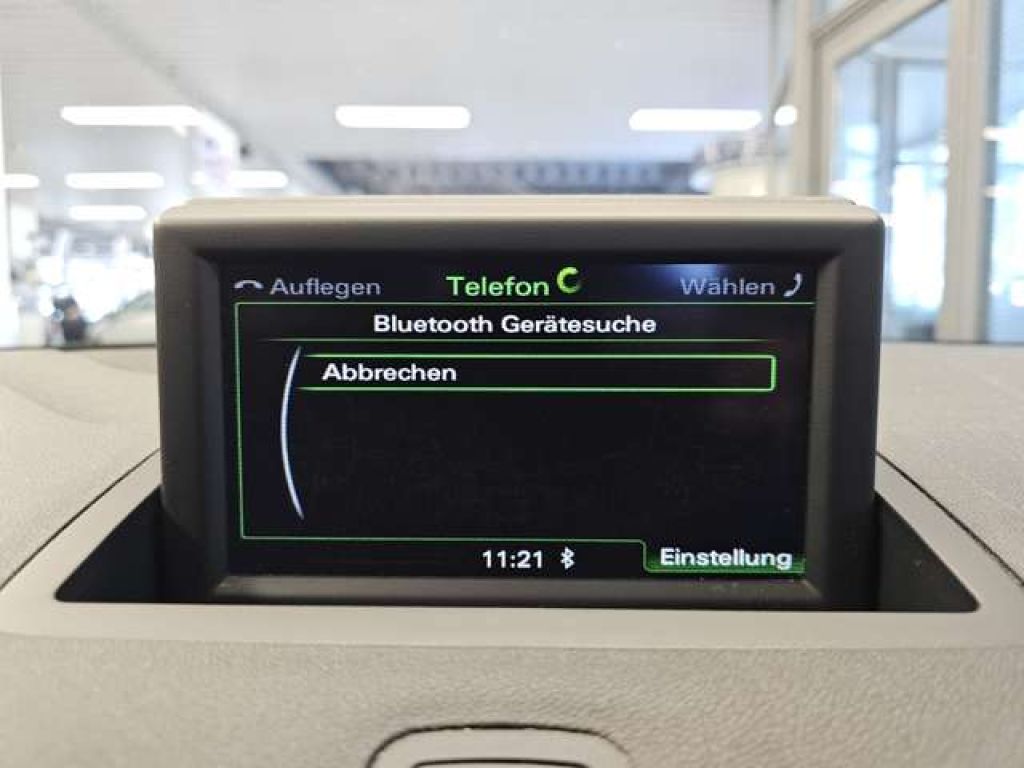 Auflegen Telefon Wählen
Bluetooth Gerätesuche
Abbrechen
11:21 Einstellung